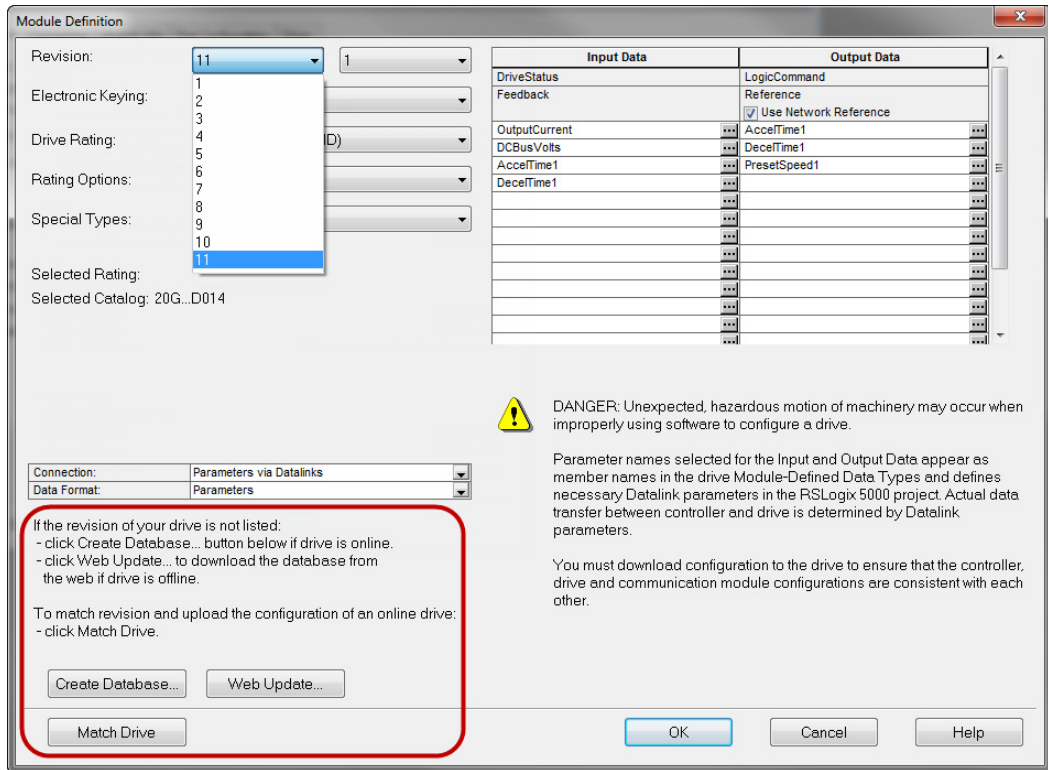 Module Definition
Revision:
11
1
1
2
3
4
5
6
7
8
9
10
11
Electronic Keying:
Drive Rating:
D)
Rating Options:
Special Types:
Selected Rating:
Selected Catalog: 20G...D014
Input Data Output Data
DriveStatus LogicCommand
Feedback Reference
Use Network Reference
OutputCurrent ... AccelTime1 ...
DCBusVolts ... DecelTime1 ...
AccelTime1 ... PresetSpeed1 ...
DecelTime1 ... ...
Connection: Parameters via Datalinks
Data Format: Parameters
If the revision of your drive is not listed:
- click Create Database... button below if drive is online.
- click Web Update... to download the database from
the web if drive is offline.
To match revision and upload the configuration of an online drive:
- click Match Drive.
Create Database... Web Update...
Match Drive
DANGER: Unexpected, hazardous motion of machinery may occur when
improperly using software to configure a drive.
Parameter names selected for the Input and Output Data appear as
member names in the drive Module-Defined Data Types and defines
necessary Datalink parameters in the RSLogix 5000 project. Actual data
transfer between controller and drive is determined by Datalink
parameters.
You must download configuration to the drive to ensure that the controller,
drive and communication module configurations are consistent with each
other.
OK Cancel Help